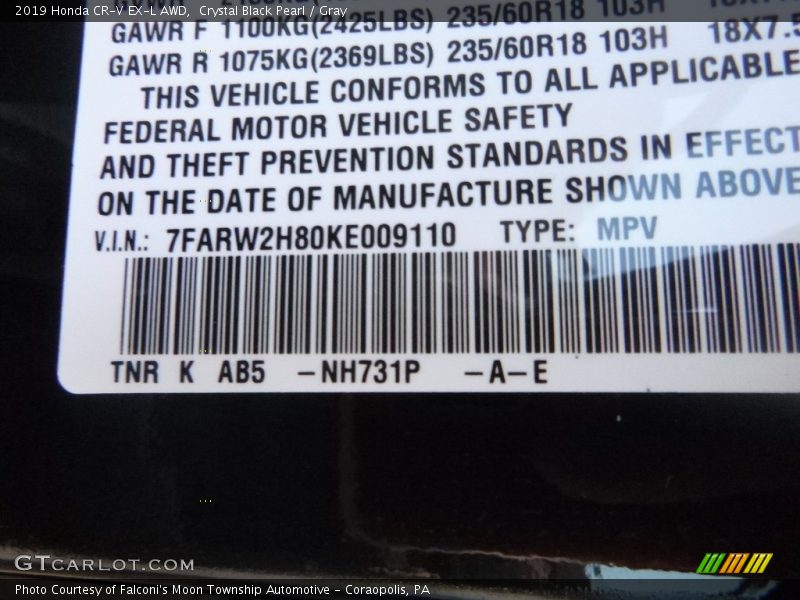 2019 Honda CR-V EX-L AWD,  Crystal Black Pearl / Gray
GAWR F 1100KG(2425LBS) 235/60R18 103H
GAWR R 1075KG(2369LBS) 235/60R18 103H 18X7.5
THIS VEHICLE CONFORMS TO ALL APPLICABLE
FEDERAL MOTOR VEHICLE SAFETY
AND THEFT PREVENTION STANDARDS IN EFFECT
ON THE DATE OF MANUFACTURE SHOWN ABOVE
V.I.N.: 7FARW2H80KE009110 TYPE: MPV
TNR K AB5 -NH731P -A-E
GTCARLOT.COM
Photo Courtesy of Falconi's Moon Township Automotive - Coraopolis, PA